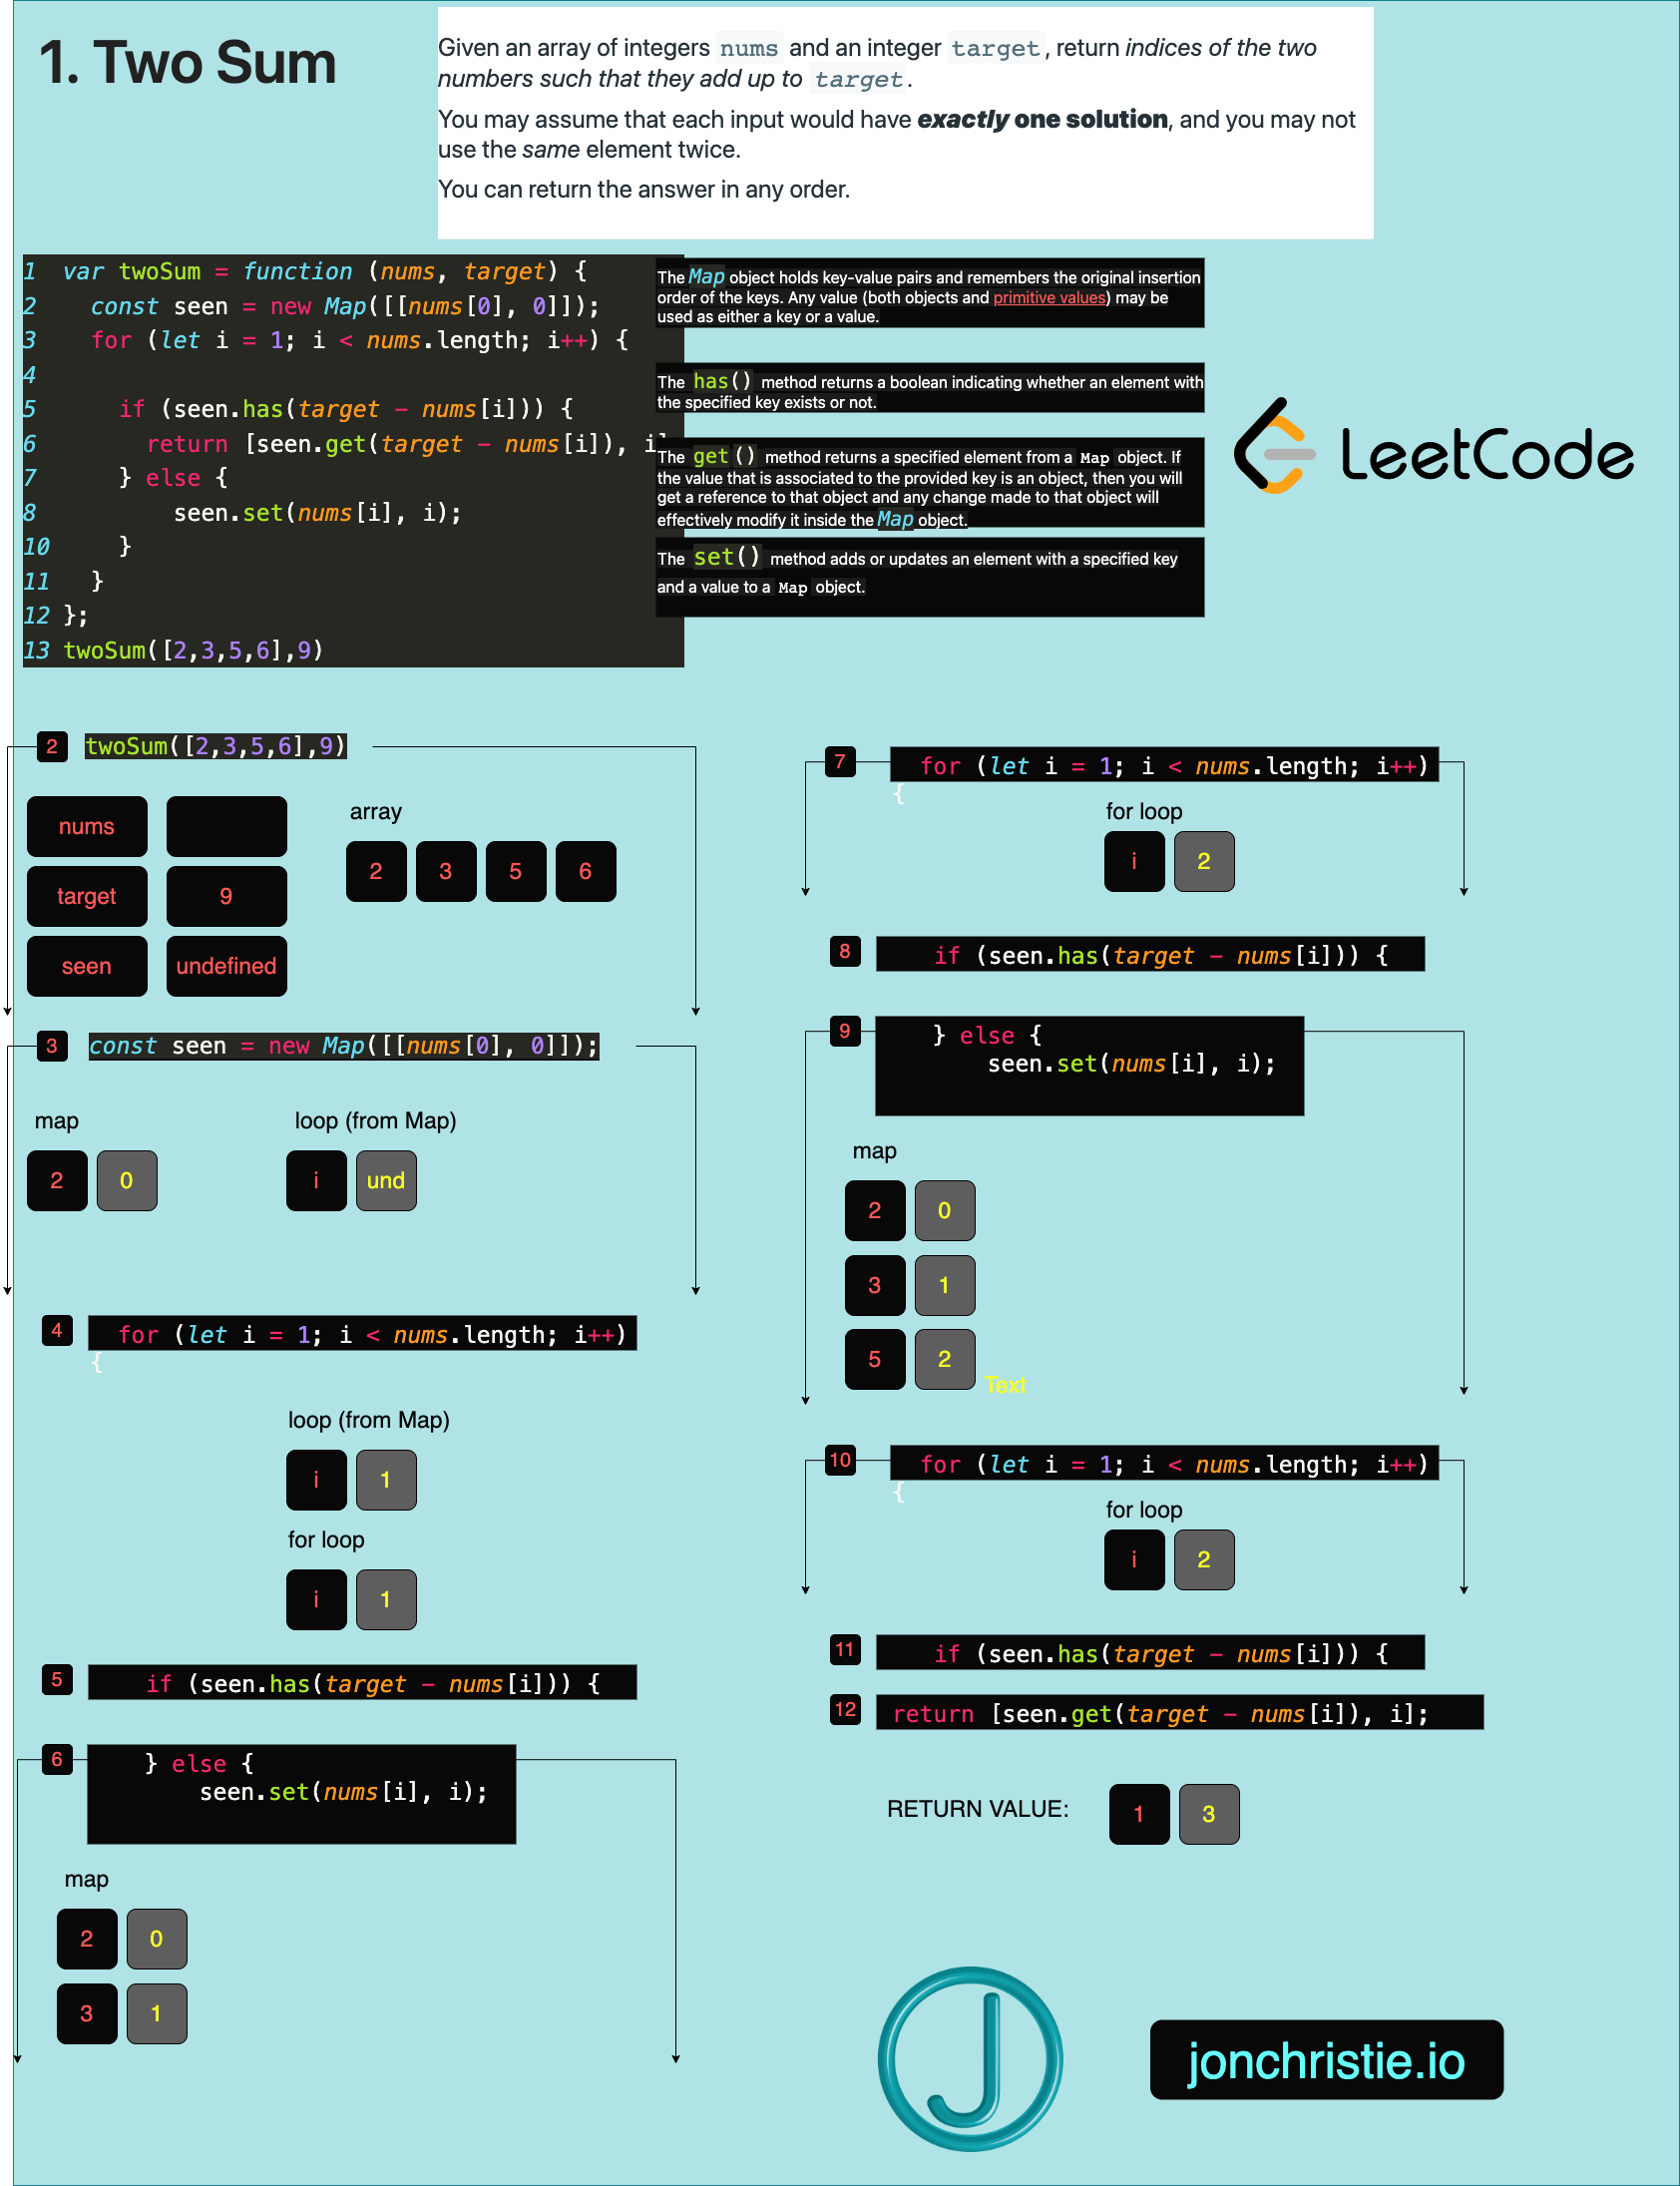 1. Two Sum
Given an array of integers nums and an integer target, return indices of the two
numbers such that they add up to target.
You may assume that each input would have exactly one solution, and you may not
use the same element twice.
You can return the answer in any order.
1 var twoSum = function (nums, target) {
2 const seen = new Map([[nums[0], 0]]);
3 for (let i = 1; i < nums.length; i++) {
4
5 if (seen.has(target - nums[i])) {
6 return [seen.get(target - nums[i]), i]
7 } else {
8 seen.set(nums[i], i);
10 }
11 }
12 };
13 twoSum([2,3,5,6],9)
The Map object holds key-value pairs and remembers the original insertion
order of the keys. Any value (both objects and primitive values) may be
used as either a key or a value.
The has() method returns a boolean indicating whether an element with
the specified key exists or not.
The get() method returns a specified element from a Map object. If
the value that is associated to the provided key is an object, then you will
get a reference to that object and any change made to that object will
effectively modify it inside the Map object.
The set() method adds or updates an element with a specified key
and a value to a Map object.
LeetCode
2 twoSum([2,3,5,6],9)
nums
target 9
seen undefined
array
2 3 5 6
3 const seen = new Map([[nums[0], 0]]);
map
2 0
loop (from Map)
i und
4 for (let i = 1; i < nums.length; i++)
{
loop (from Map)
i 1
for loop
i 1
5 if (seen.has(target - nums[i])) {
6 } else {
seen.set(nums[i], i);
map
2 0
3 1
7 for (let i = 1; i < nums.length; i++)
{
for loop
i 2
8 if (seen.has(target - nums[i])) {
9 } else {
seen.set(nums[i], i);
map
2 0
3 1
5 2
Text
10 for (let i = 1; i < nums.length; i++)
{
for loop
i 2
11 if (seen.has(target - nums[i])) {
12 return [seen.get(target - nums[i]), i];
RETURN VALUE: 1 3
J
jonchristie.io